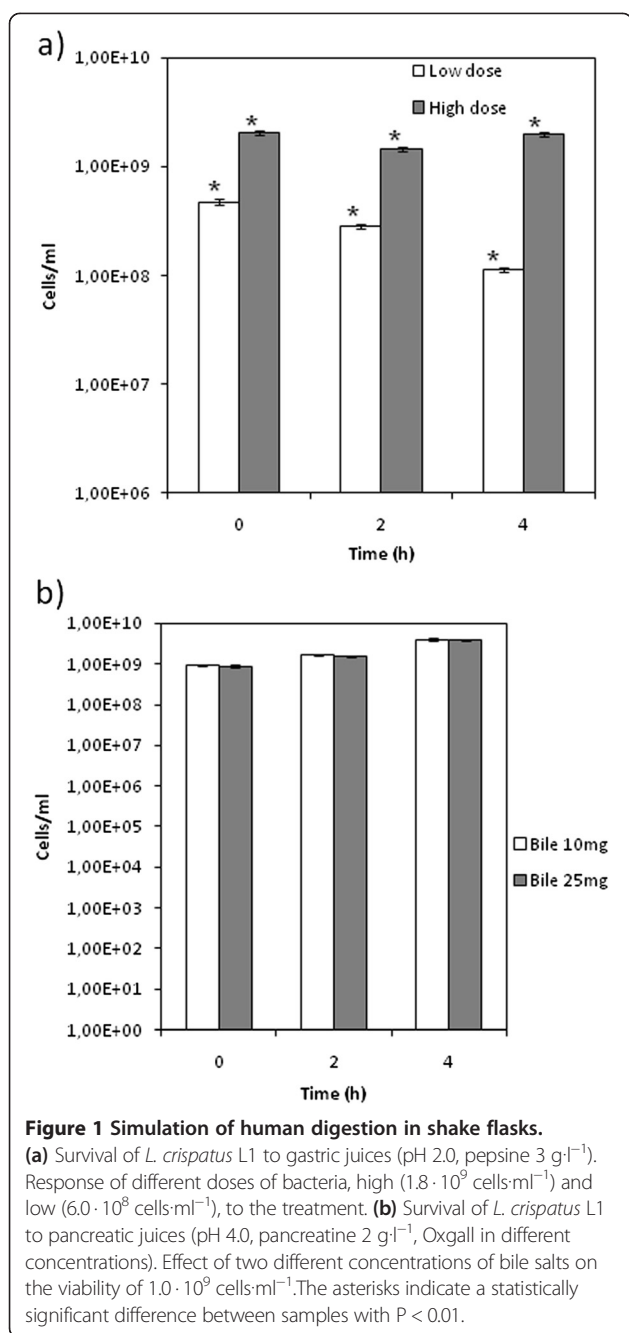 a)
1,00E+10
Low dose
High dose
*
*
*
*
*
*
1,00E+09
1,00E+08
1,00E+07
1,00E+06
Cells/ml
0 2 4
Time (h)
b)
1,00E+10
1,00E+09
1,00E+08
1,00E+07
1,00E+06
1,00E+05
1,00E+04
1,00E+03
1,00E+02
1,00E+01
1,00E+00
Cells/ml
Bile 10mg
Bile 25mg
0 2 4
Time (h)
Figure 1 Simulation of human digestion in shake flasks.
(a) Survival of L. crispatus L1 to gastric juices (pH 2.0, pepsine 3 g·l⁻¹).
Response of different doses of bacteria, high (1.8 · 10⁹ cells·ml⁻¹) and
low (6.0 · 10⁸ cells·ml⁻¹), to the treatment. (b) Survival of L. crispatus L1
to pancreatic juices (pH 4.0, pancreatine 2 g·l⁻¹, Oxgall in different
concentrations). Effect of two different concentrations of bile salts on
the viability of 1.0 · 10⁹ cells·ml⁻¹.The asterisks indicate a statistically
significant difference between samples with P < 0.01.